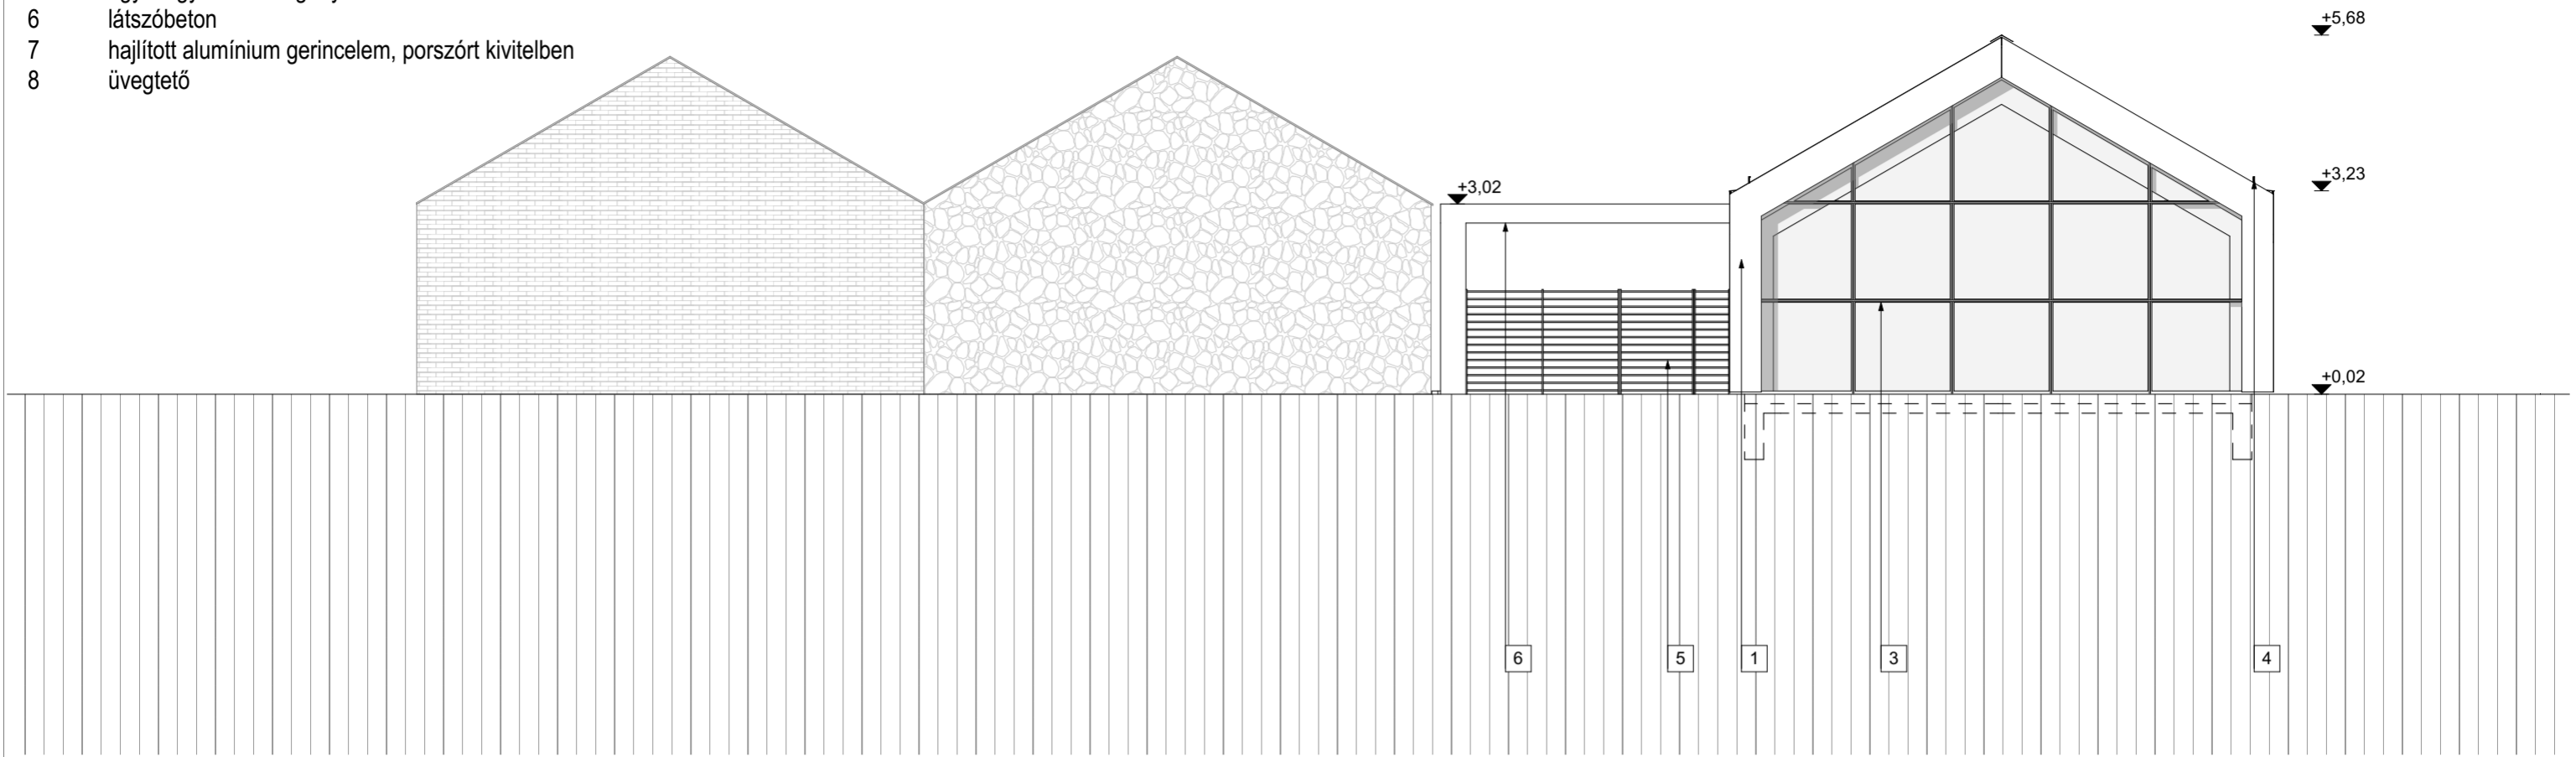 6 látszóbeton
7 hajlított alumínium gerincelem, porszórt kivitelben
8 üvegtető
+5,68
+3,23
+3,02
+0,02
6 5 1 3 4